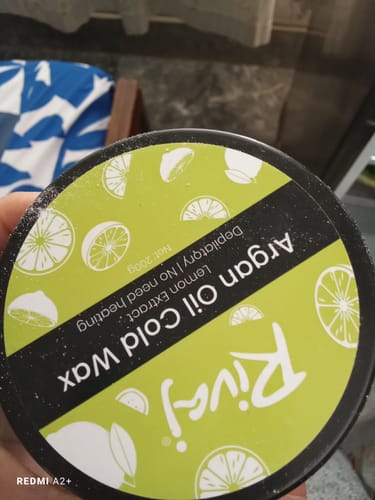 Rivaj®
Argan Oil Cold Wax
Lemon Extract
Depilatory | No need heating
Net 200g
REDMI A2+